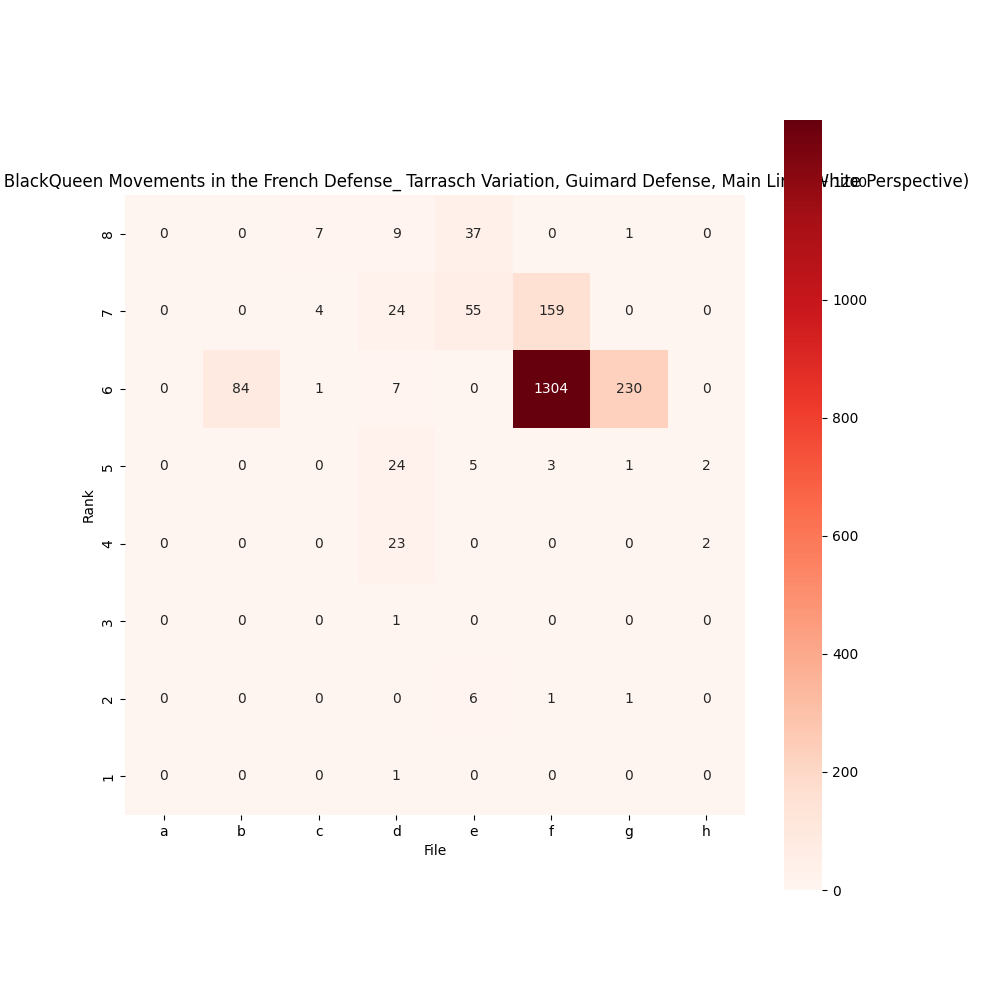 BlackQueen Movements in the French Defense_ Tarrasch Variation, Guimard Defense, Main Perspective)
8 0 0 7 9 37 0 1 0
7 0 0 4 24 55 159 0 0
6 0 84 1 7 0 1304 230 0
5 0 0 0 24 5 3 1 2
4 0 0 0 23 0 0 0 2
3 0 0 0 1 0 0 0 0
2 0 0 0 0 6 1 1 0
1 0 0 0 1 0 0 0 0
a b c d e f g h
File
Rank
1200
1000
800
600
400
200
0